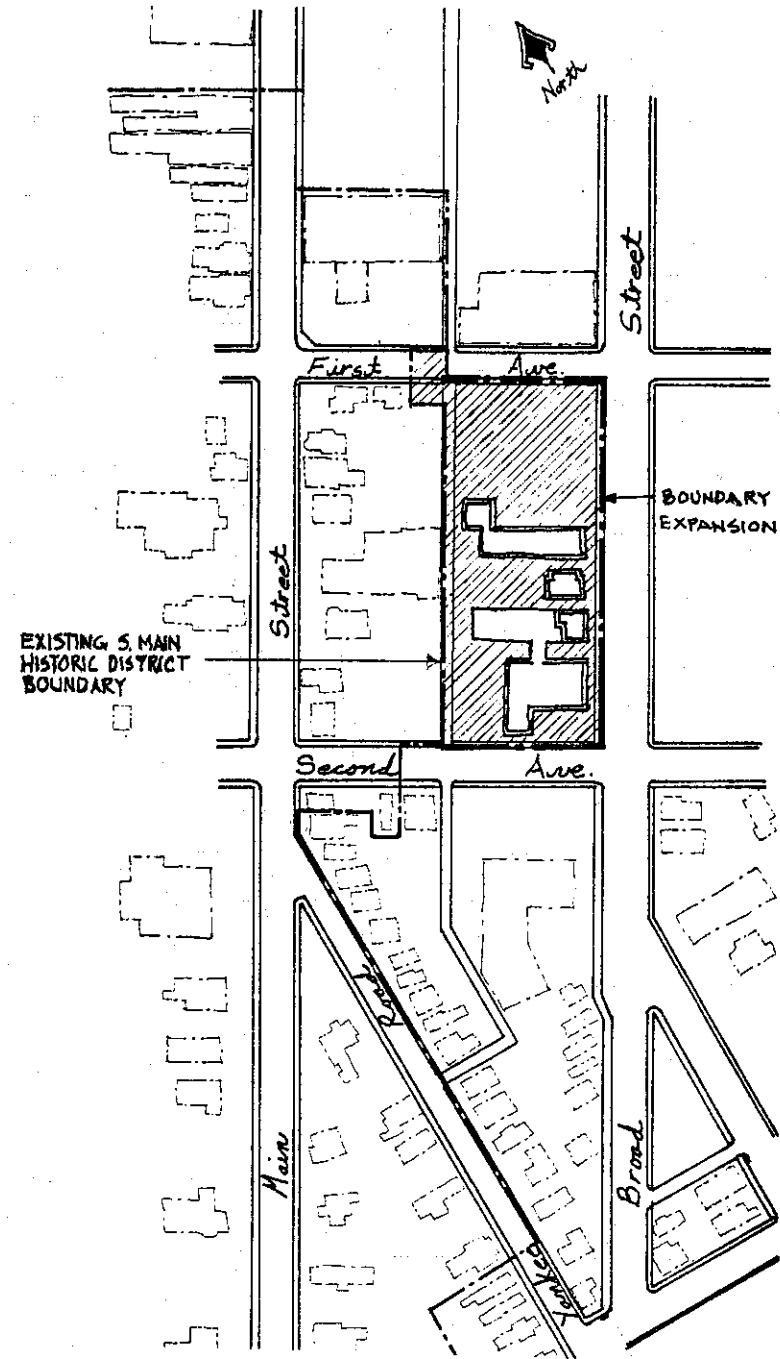 North
Street
First Ave.
BOUNDARY
EXPANSION
Street
EXISTING S. MAIN
HISTORIC DISTRICT
BOUNDARY
Second Ave.
Road
Main
Broad
Yankee